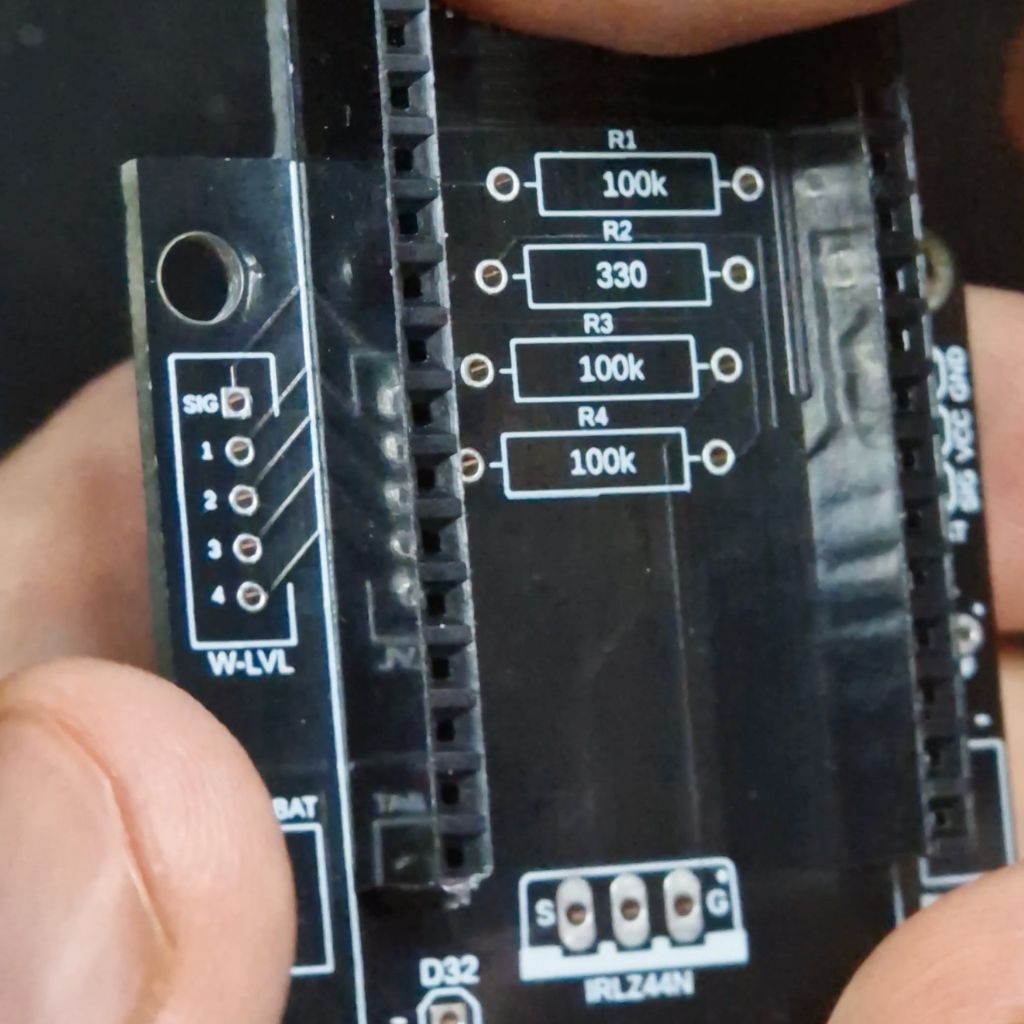 R1
100k
R2
330
R3
100k
R4
100k
SIG
1
2
3
4
W-LVL
SIG VCC GND
BAT
S
G
IRLZ44N
D32